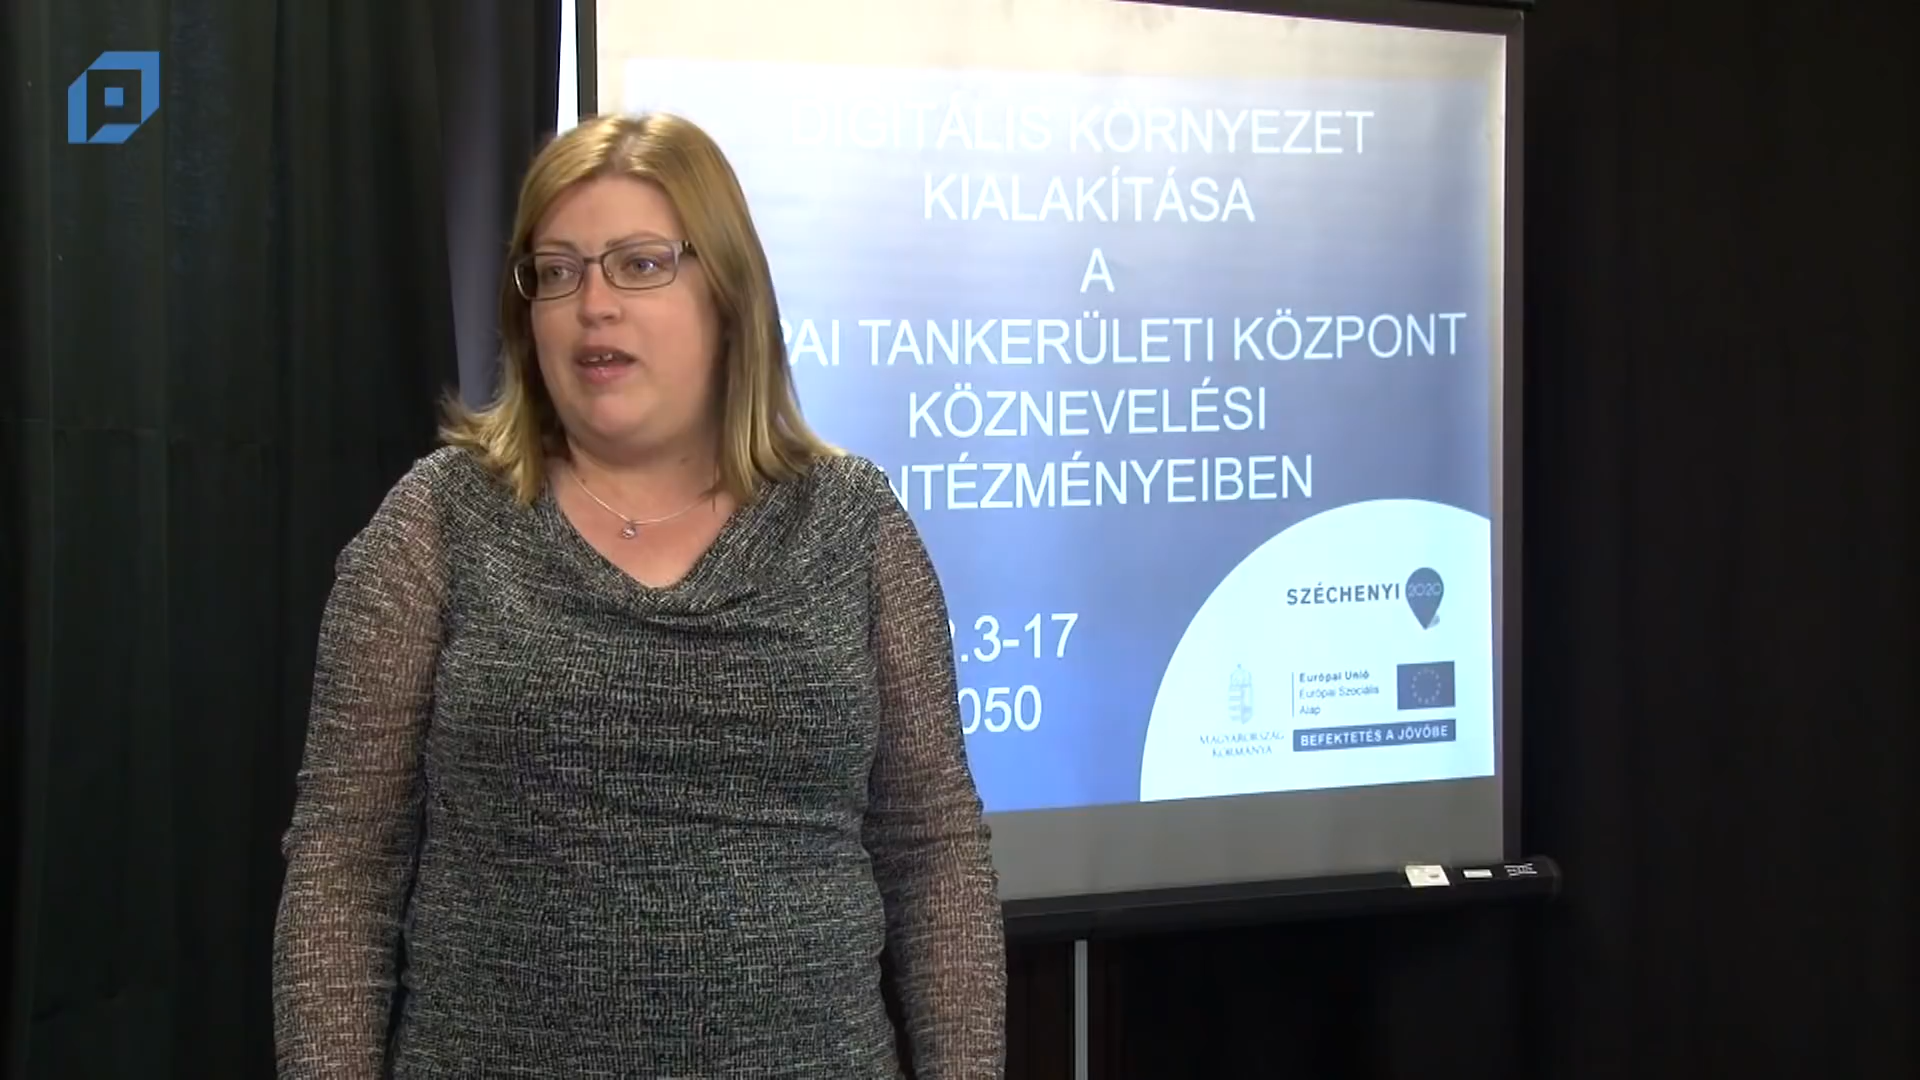 DIGITÁLIS KÖRNYEZET
KIALAKÍTÁSA
A
PAI TANKERÜLETI KÖZPONT
KÖZNEVELÉSI
INTÉZMÉNYEIBEN
.3-17
050
SZÉCHENYI 2020
Európai Unió
Európai Szociális
Alap
MAGYARORSZÁG
KORMÁNYA
BEFEKTETÉS A JÖVŐBE